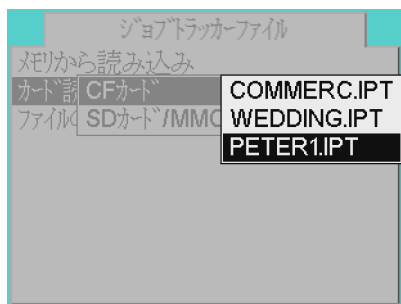 ジョブトラッカーファイル
メモリから読み込み
カード読
CFカード
COMMERC.IPT
ファイルの
SDカード/MMC
WEDDING.IPT
PETER1.IPT